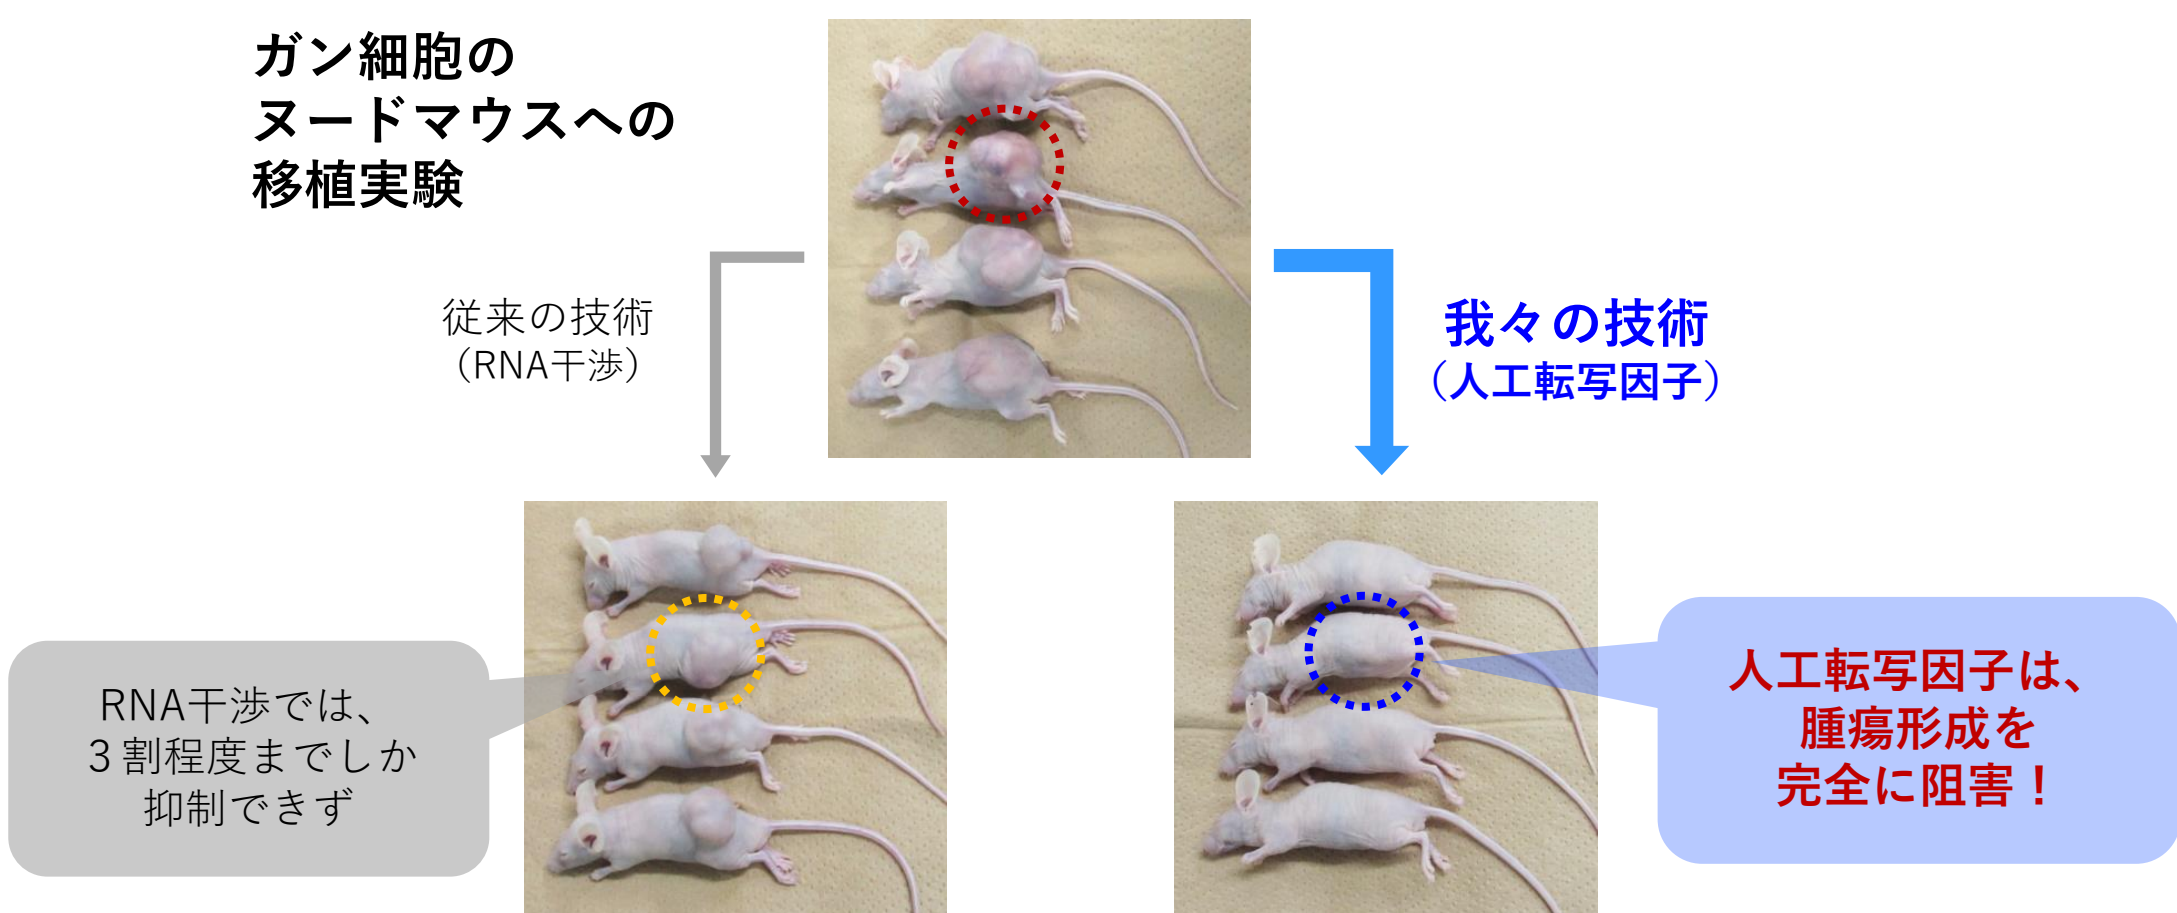 ガン細胞の
ヌードマウスへの
移植実験
従来の技術
（RNA干渉）
我々の技術
（人工転写因子）
RNA干渉では、
３割程度までしか
抑制できず
人工転写因子は、
腫瘍形成を
完全に阻害！